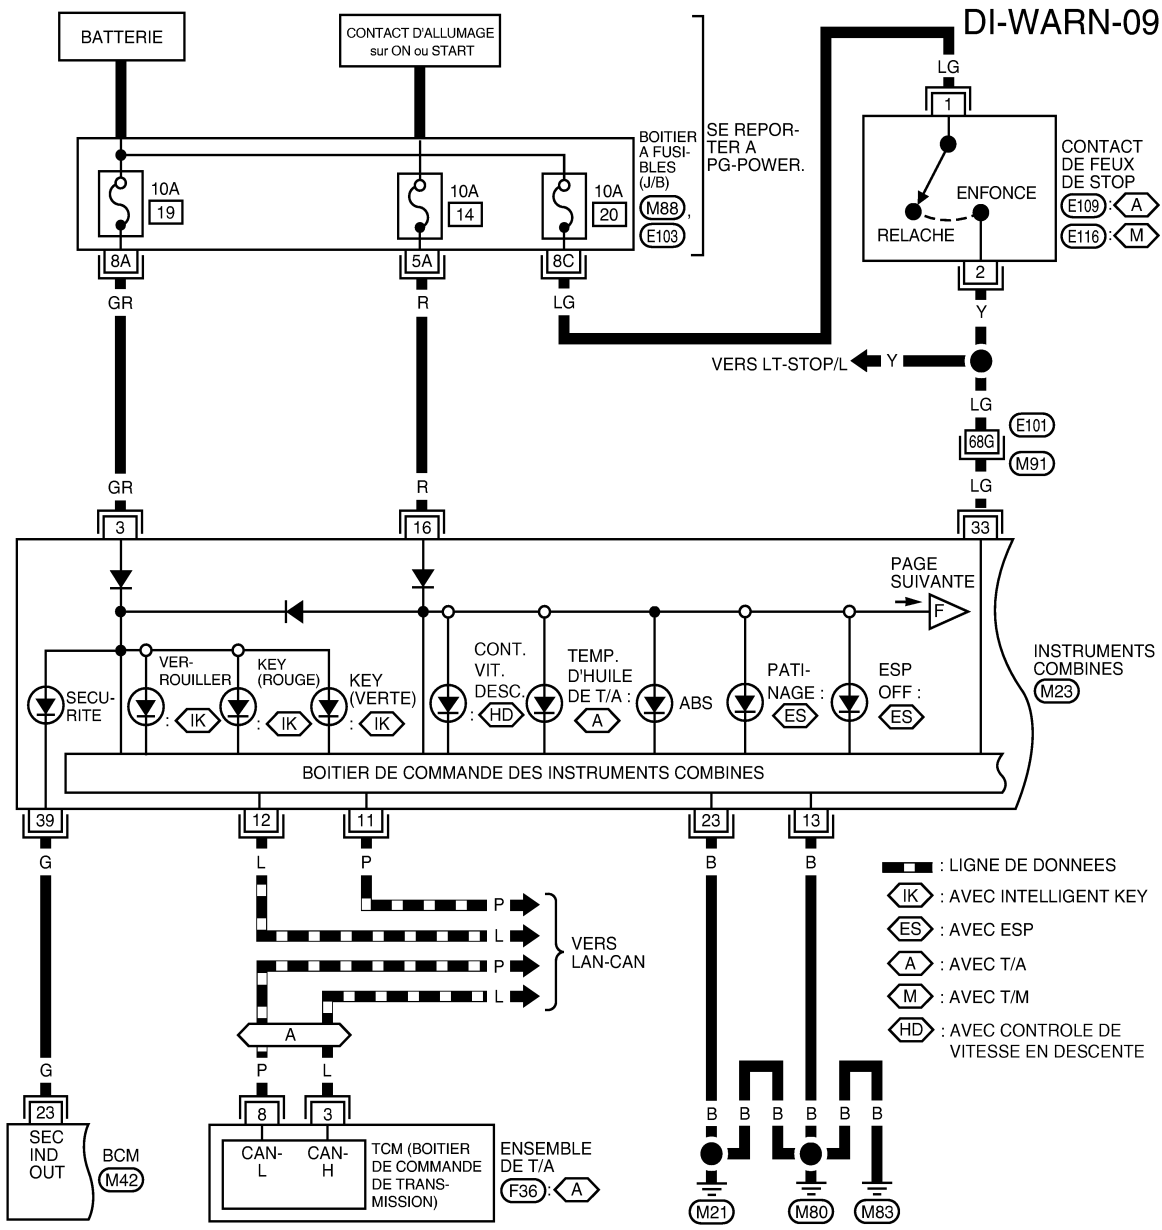 DI-WARN-09
BATTERIE
CONTACT D'ALLUMAGE
sur ON ou START
LG
1
BOITIER
A FUSI-
BLES
(J/B)
M88,
E103
SE REPOR-
TER A
PG-POWER.
10A
19
10A
14
10A
20
CONTACT
DE FEUX
DE STOP
E109 : A
E116 : M
ENFONCE
RELACHE
8A
5A
8C
2
GR
R
LG
Y
VERS LT-STOP/L
Y
LG
E101
68G
M91
GR
R
LG
3
16
33
PAGE
SUIVANTE
F
SECU-
RITE
VER-
ROUILLER
: IK
KEY
(ROUGE)
: IK
KEY
(VERTE)
: IK
CONT.
VIT.
DESC.
: HD
TEMP.
D'HUILE
DE T/A :
A
ABS
PATI-
NAGE :
ES
ESP
OFF :
ES
INSTRUMENTS
COMBINES
M23
BOITIER DE COMMANDE DES INSTRUMENTS COMBINES
39
12
11
23
13
G
L
P
B
B
P
L
P
L
VERS
LAN-CAN
: LIGNE DE DONNEES
IK : AVEC INTELLIGENT KEY
ES : AVEC ESP
A : AVEC T/A
M : AVEC T/M
HD : AVEC CONTROLE DE
VITESSE EN DESCENTE
A
G
P
L
23
8
3
SEC
IND
OUT
BCM
M42
CAN-
L
CAN-
H
TCM (BOITIER
DE COMMANDE
DE TRANS-
MISSION)
ENSEMBLE
DE T/A
F36 : A
B
B
B
B
B
B
M21
M80
M83